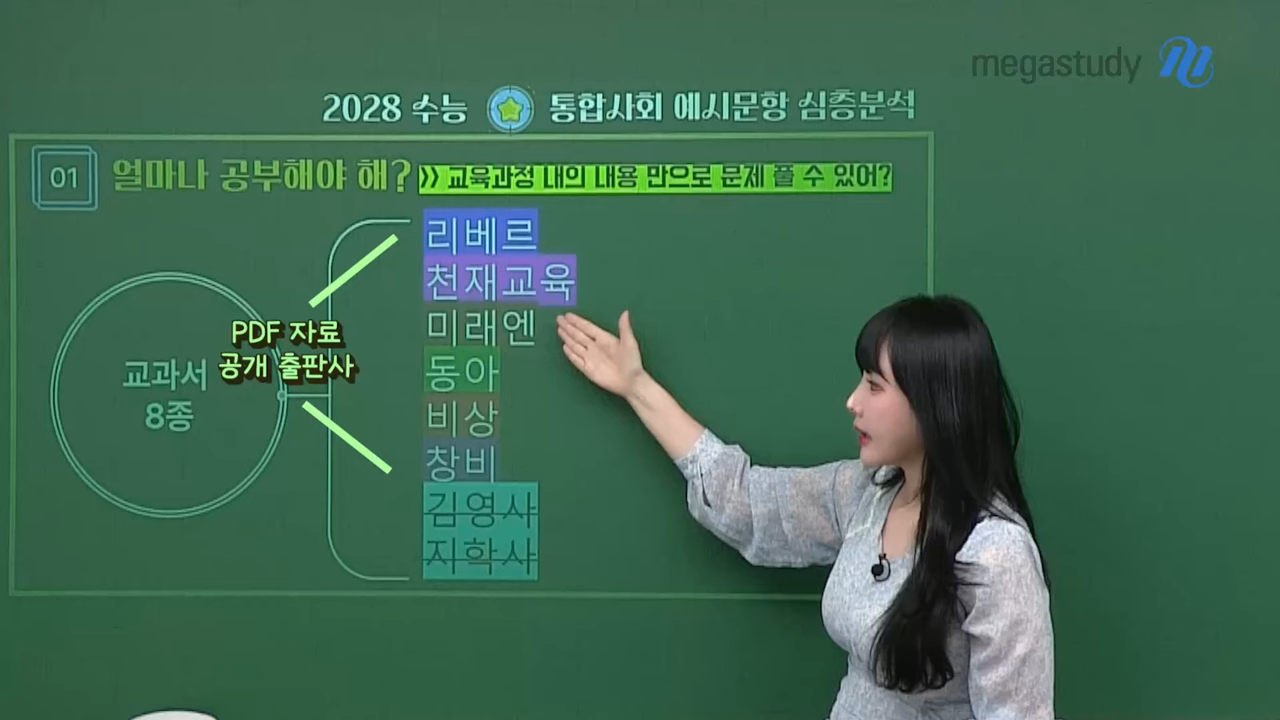 megastudy
2028 수능 통합사회 예시문항 심층분석
01 얼마나 공부해야 해? 》 교육과정 내의 내용 만으로 문제 풀 수 있어?
리베르
천재교육
미래엔
동아
비상
창비
김영사
지학사
PDF 자료
공개 출판사
교과서
8종